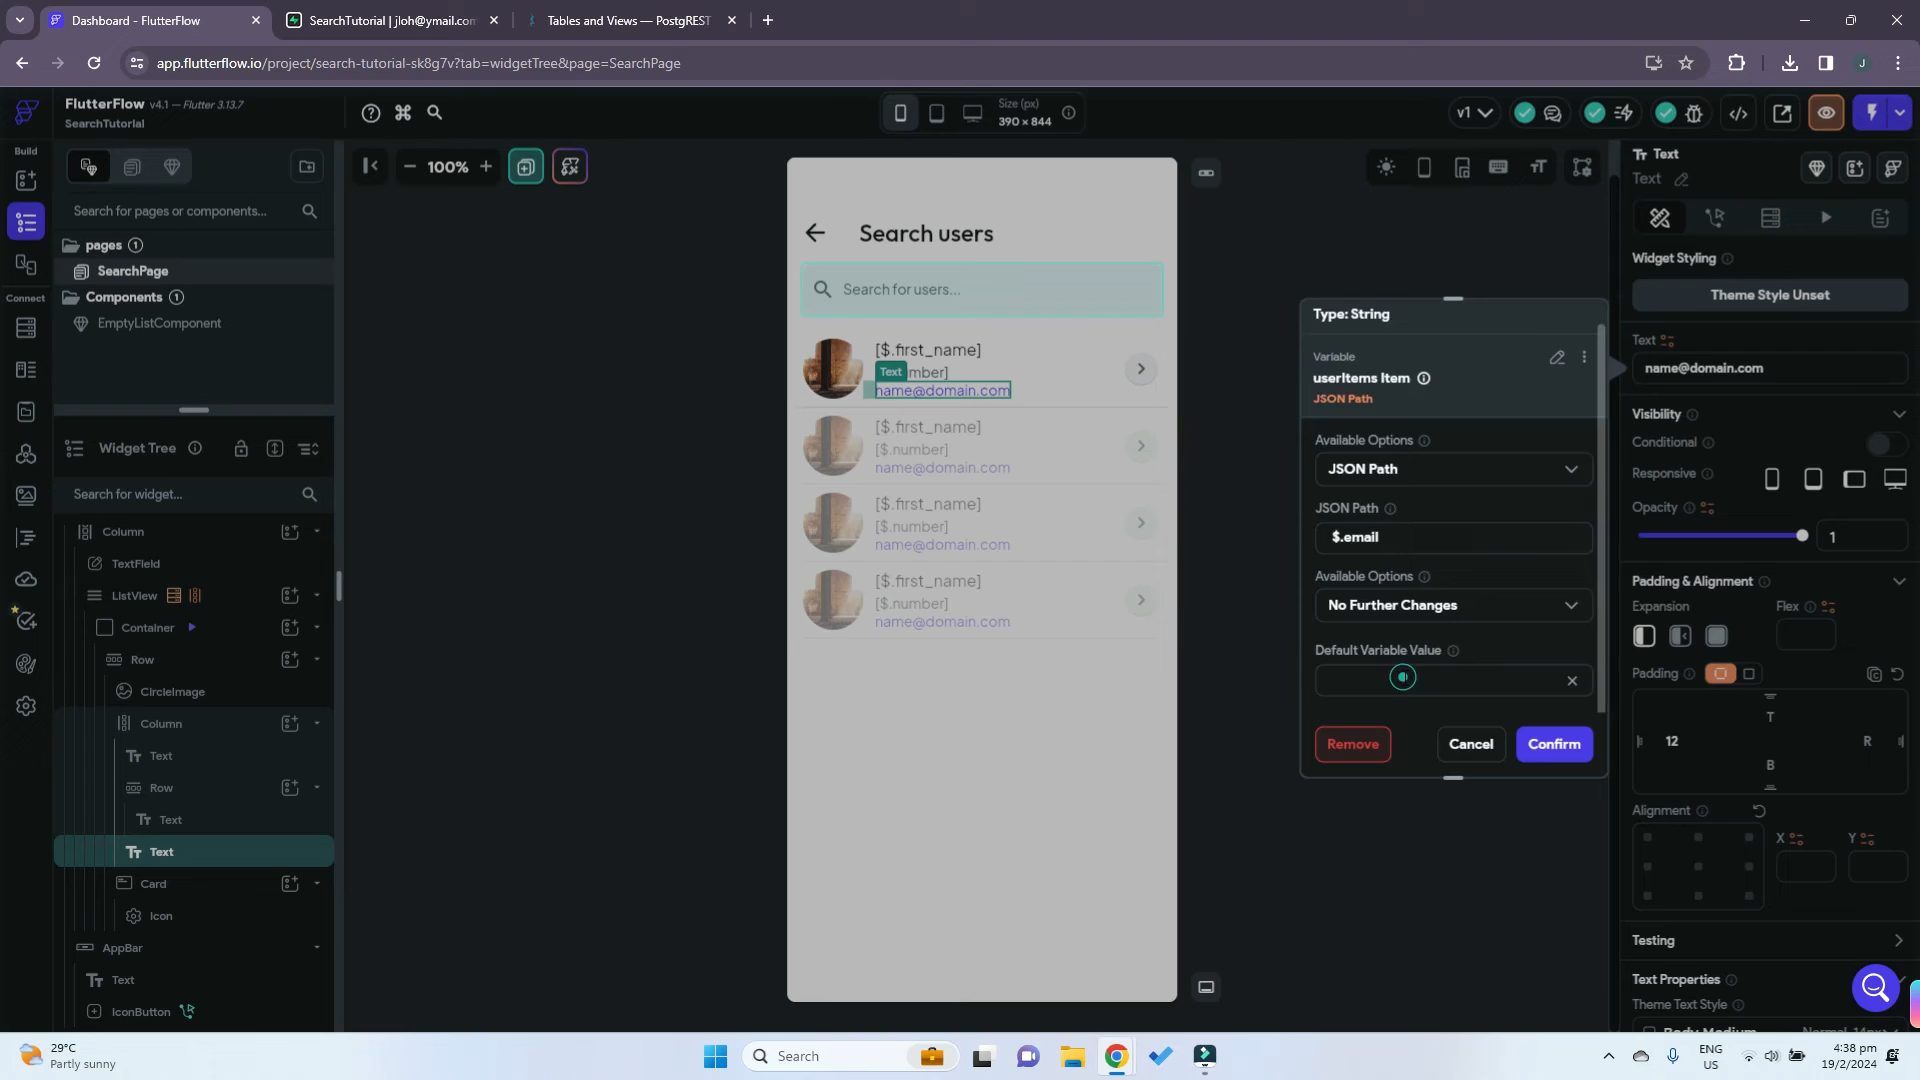 Dashboard - FlutterFlow
SearchTutorial | jloh@ymail.com
Tables and Views — PostgREST
app.flutterflow.io/project/search-tutorial-sk8g7v?tab=widgetTree&page=SearchPage
J
FlutterFlow v4.1 — Flutter 3.13.7
SearchTutorial
Size (px)
390 × 844
v1
Build
Connect
100%
Search for pages or components...
pages 1
SearchPage
Components 1
EmptyListComponent
Widget Tree
Search for widget...
Column
TextField
ListView
Container
Row
CircleImage
Column
Text
Row
Text
Text
Card
Icon
AppBar
Text
IconButton
Search users
Search for users...
[$.first_name]
Text mber]
name@domain.com
[$.first_name]
[$.number]
name@domain.com
[$.first_name]
[$.number]
name@domain.com
[$.first_name]
[$.number]
name@domain.com
Type: String
Variable
userItems Item
JSON Path
Available Options
JSON Path
JSON Path
$.email
Available Options
No Further Changes
Default Variable Value
Remove
Cancel
Confirm
Text
Text
Widget Styling
Theme Style Unset
Text
name@domain.com
Visibility
Conditional
Responsive
Opacity
1
Padding & Alignment
Expansion
Flex
Padding
T
12
R
B
Alignment
X
Y
Testing
Text Properties
Theme Text Style
Body Medium
Normal, 14px
29°C
Partly sunny
Search
ENG
US
4:38 pm
19/2/2024